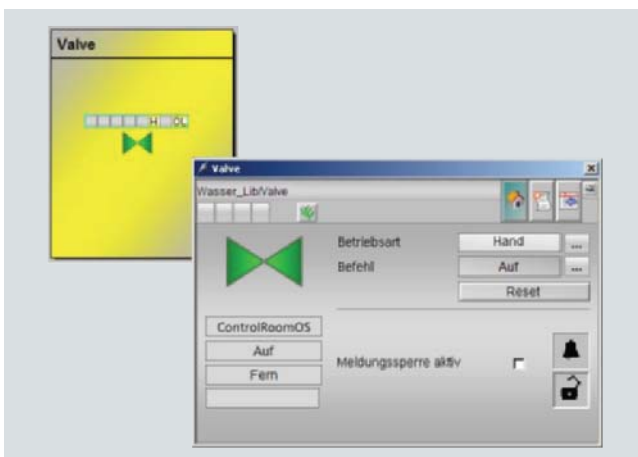 Valve
H OL
Valve
Wasser_Lib/Valve
Betriebsart Hand ...
Befehl Auf ...
Reset
ControlRoomOS
Auf
Fern
Meldungssperre aktiv